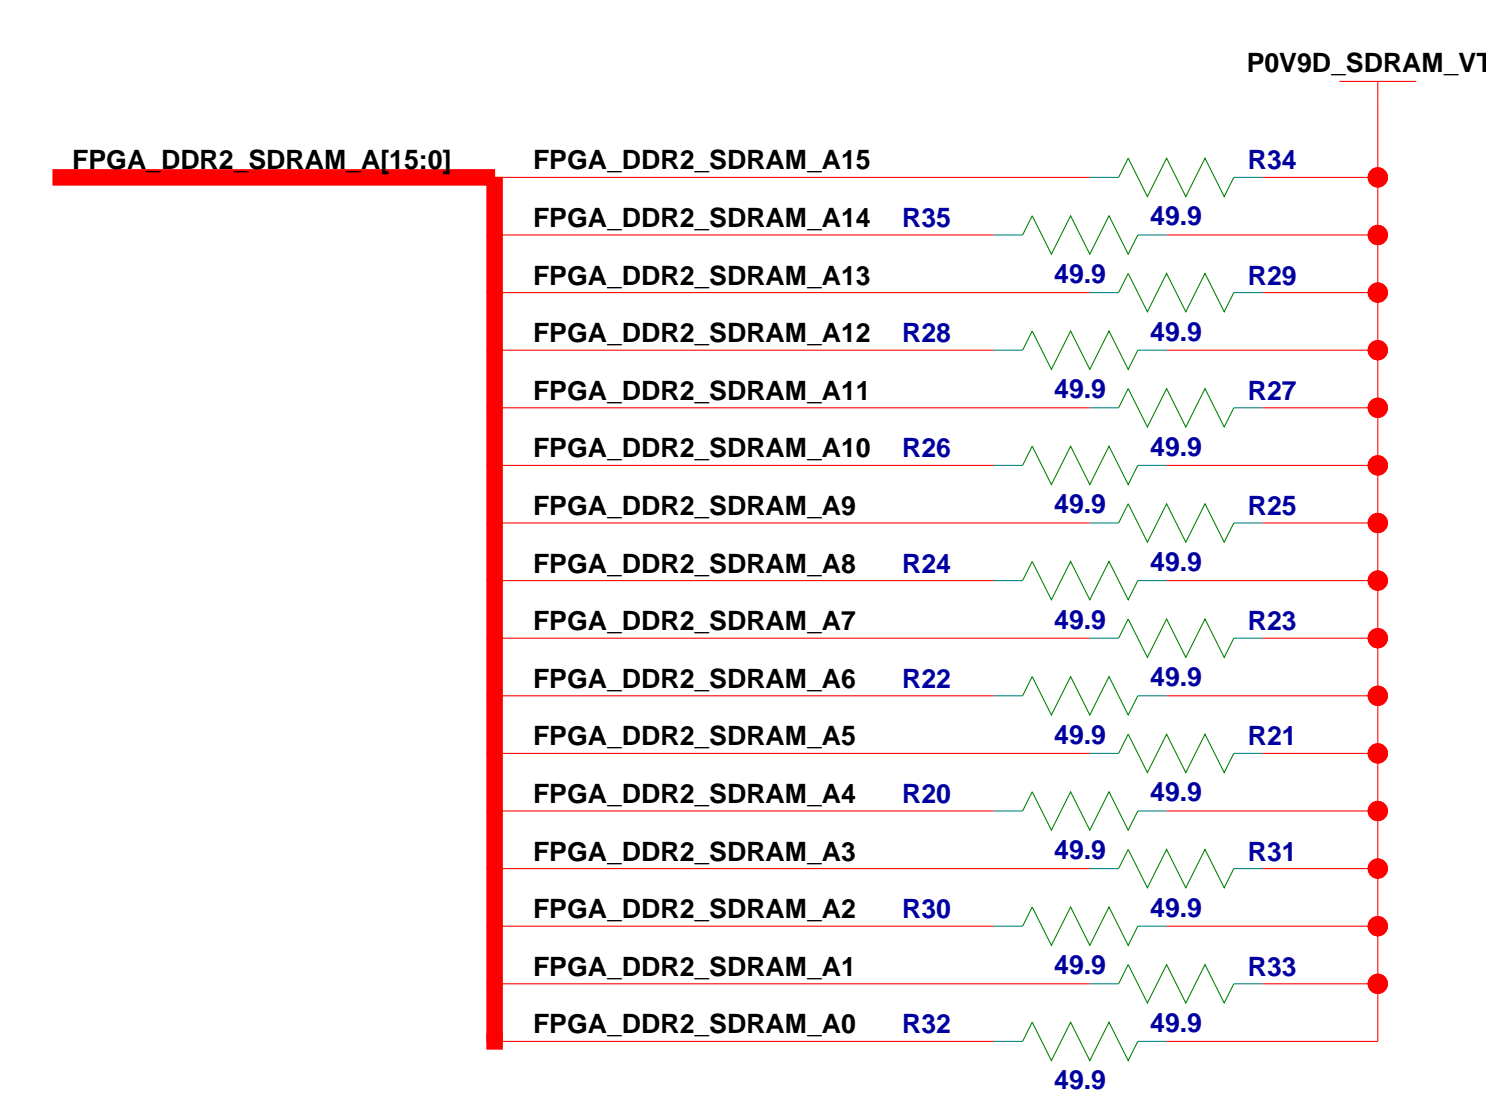 P0V9D_SDRAM_VT
FPGA_DDR2_SDRAM_A[15:0] FPGA_DDR2_SDRAM_A15 R34
49.9
FPGA_DDR2_SDRAM_A14 R35
49.9
FPGA_DDR2_SDRAM_A13 R29
49.9
FPGA_DDR2_SDRAM_A12 R28
49.9
FPGA_DDR2_SDRAM_A11 R27
49.9
FPGA_DDR2_SDRAM_A10 R26
49.9
FPGA_DDR2_SDRAM_A9 R25
49.9
FPGA_DDR2_SDRAM_A8 R24
49.9
FPGA_DDR2_SDRAM_A7 R23
49.9
FPGA_DDR2_SDRAM_A6 R22
49.9
FPGA_DDR2_SDRAM_A5 R21
49.9
FPGA_DDR2_SDRAM_A4 R20
49.9
FPGA_DDR2_SDRAM_A3 R31
49.9
FPGA_DDR2_SDRAM_A2 R30
49.9
FPGA_DDR2_SDRAM_A1 R33
49.9
FPGA_DDR2_SDRAM_A0 R32
49.9